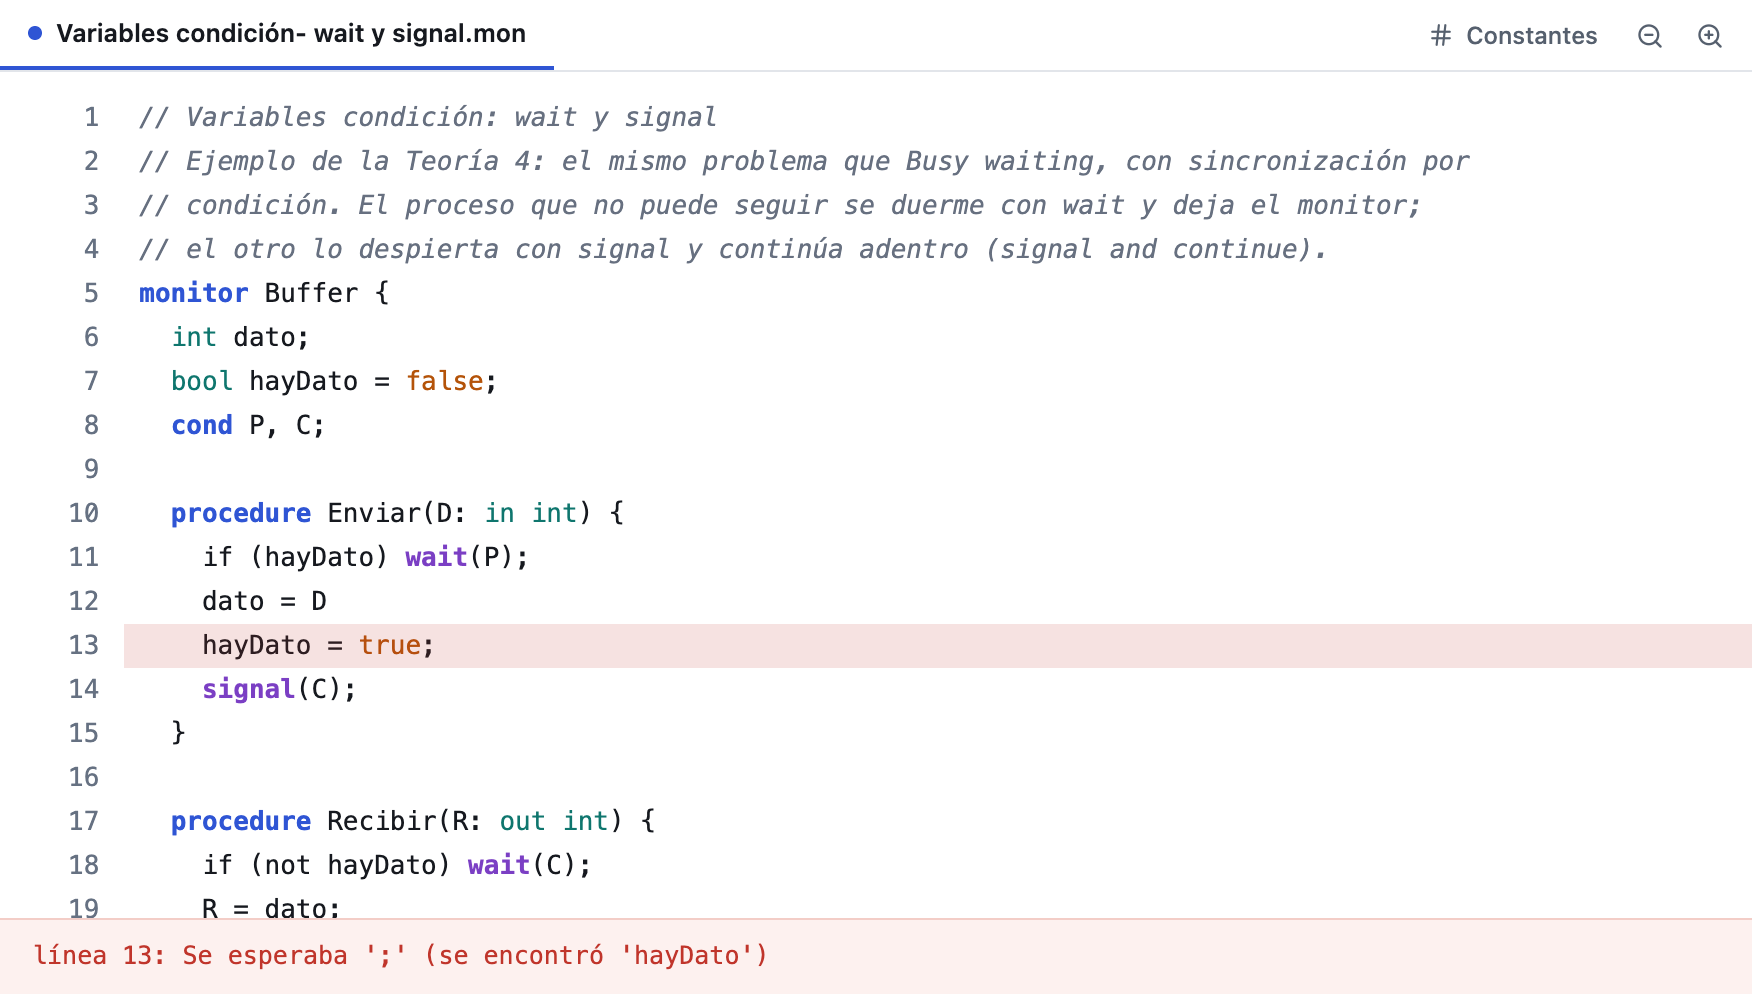 Variables condición- wait y signal.mon
# Constantes
1 // Variables condición: wait y signal
2 // Ejemplo de la Teoría 4: el mismo problema que Busy waiting, con sincronización por
3 // condición. El proceso que no puede seguir se duerme con wait y deja el monitor;
4 // el otro lo despierta con signal y continúa adentro (signal and continue).
5 monitor Buffer {
6 int dato;
7 bool hayDato = false;
8 cond P, C;
9
10 procedure Enviar(D: in int) {
11 if (hayDato) wait(P);
12 dato = D
13 hayDato = true;
14 signal(C);
15 }
16
17 procedure Recibir(R: out int) {
18 if (not hayDato) wait(C);
19 R = dato;
línea 13: Se esperaba ';' (se encontró 'hayDato')